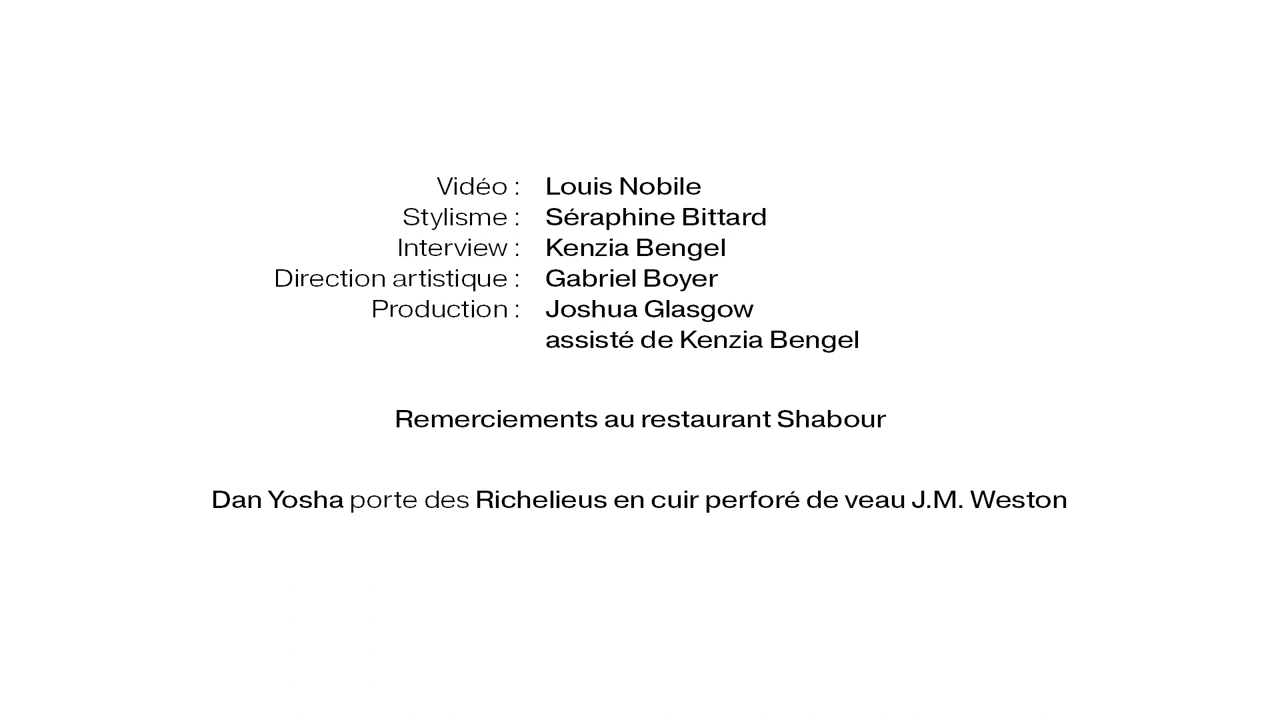 Vidéo : Louis Nobile
Stylisme : Séraphine Bittard
Interview : Kenzia Bengel
Direction artistique : Gabriel Boyer
Production : Joshua Glasgow
assisté de Kenzia Bengel
Remerciements au restaurant Shabour
Dan Yosha porte des Richelieus en cuir perforé de veau J.M. Weston